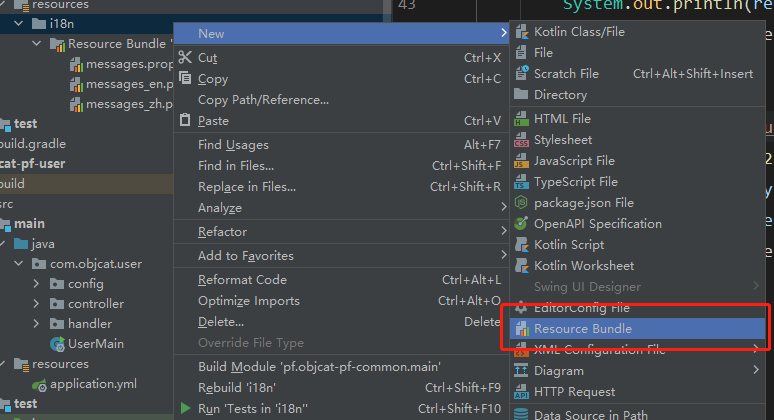 resources
i18n
Resource Bundle '
messages.prop
messages_en.p
messages_zh.p
test
build.gradle
cat-pf-user
build
src
main
java
com.objcat.user
config
controller
handler
UserMain
resources
application.yml
test
43
System.out.println(re
New
Cut Ctrl+X
Copy Ctrl+C
Copy Path/Reference...
Paste Ctrl+V
Find Usages Alt+F7
Find in Files... Ctrl+Shift+F
Replace in Files... Ctrl+Shift+R
Analyze
Refactor
Add to Favorites
Reformat Code Ctrl+Alt+L
Optimize Imports Ctrl+Alt+O
Delete... Delete
Override File Type
Build Module 'pf.objcat-pf-common.main'
Rebuild 'i18n' Ctrl+Shift+F9
Run 'Tests in 'i18n'' Ctrl+Shift+F10
Kotlin Class/File
File
Scratch File Ctrl+Alt+Shift+Insert
Directory
HTML File
Stylesheet
JavaScript File
TypeScript File
package.json File
OpenAPI Specification
Kotlin Script
Kotlin Worksheet
Swing UI Designer
EditorConfig File
Resource Bundle
XML Configuration File
Diagram
HTTP Request
Data Source in Path